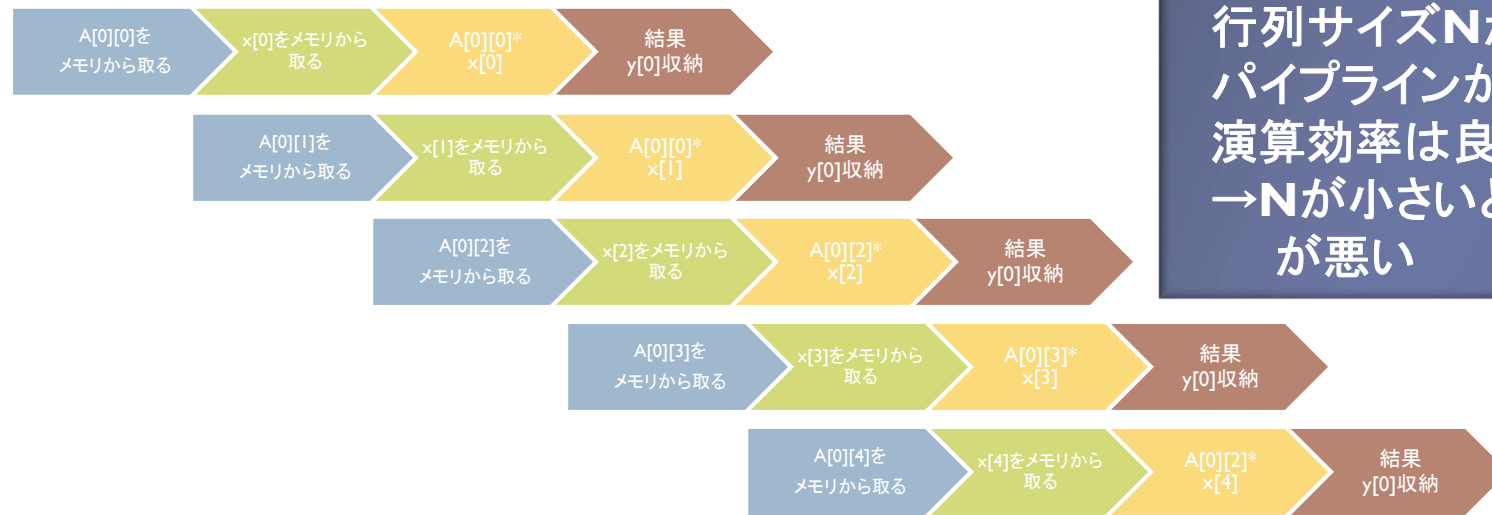 A[0][0]を
メモリから取る
x[0]をメモリから
取る
A[0][0]*
x[0]
結果
y[0]収納
A[0][1]を
メモリから取る
x[1]をメモリから
取る
A[0][0]*
x[1]
結果
y[0]収納
A[0][2]を
メモリから取る
x[2]をメモリから
取る
A[0][2]*
x[2]
結果
y[0]収納
A[0][3]を
メモリから取る
x[3]をメモリから
取る
A[0][3]*
x[3]
結果
y[0]収納
A[0][4]を
メモリから取る
x[4]をメモリから
取る
A[0][2]*
x[4]
結果
y[0]収納
行列サイズN
パイプラインが
演算効率は良
→Nが小さいと
が悪い